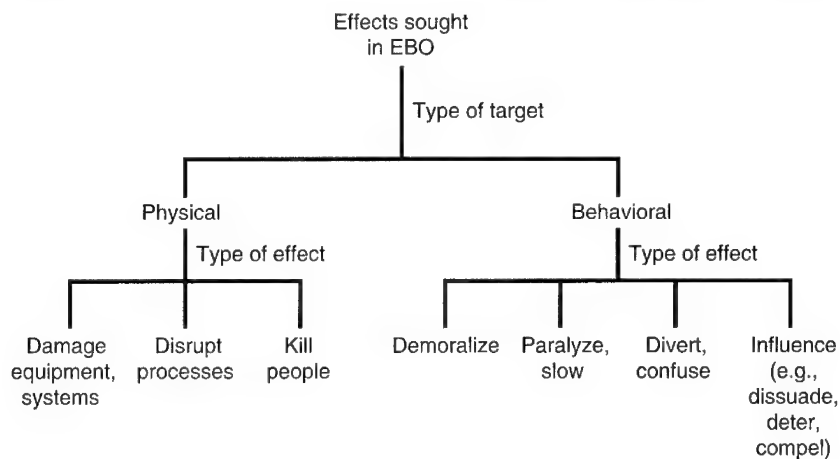 Effects sought
in EBO
Type of target
Physical
Behavioral
Type of effect
Type of effect
Damage
equipment,
systems
Disrupt
processes
Kill
people
Demoralize
Paralyze,
slow
Divert,
confuse
Influence
(e.g.,
dissuade,
deter,
compel)